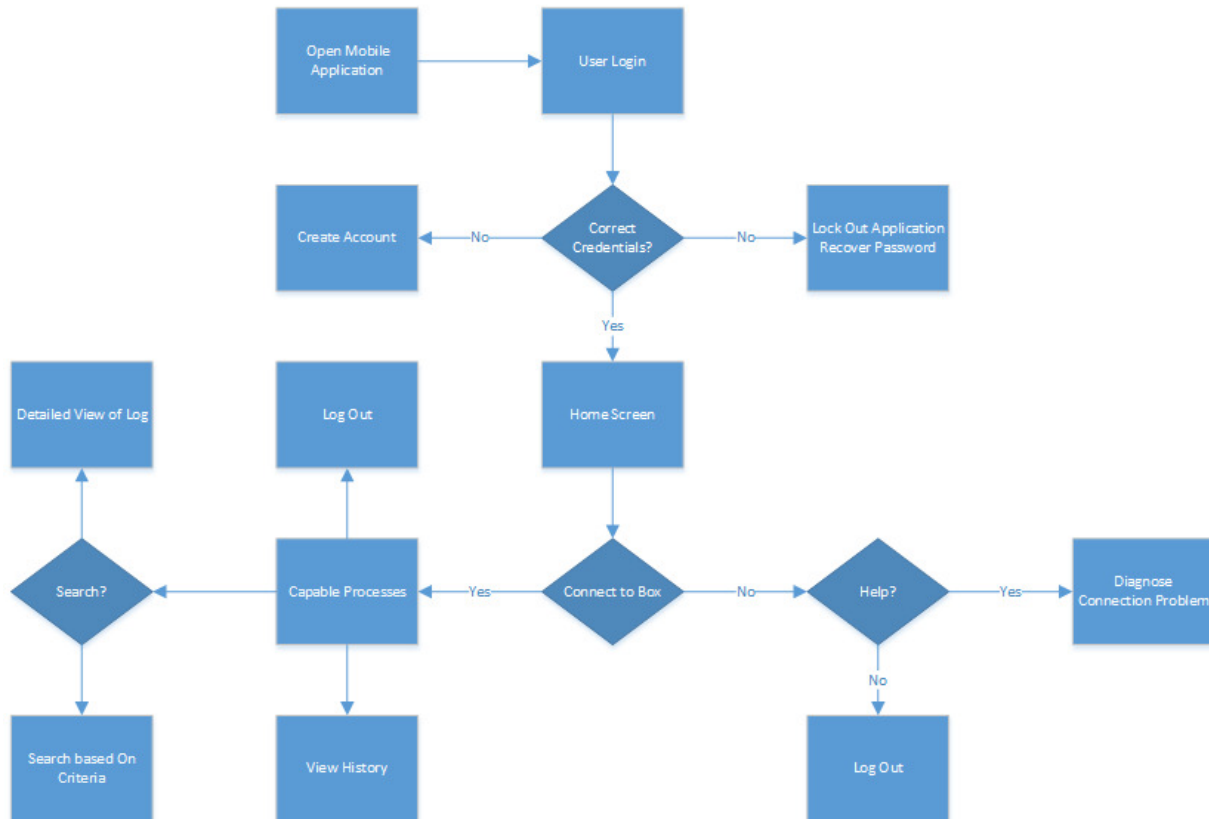 Open Mobile
Application
User Login
Create Account
No
Correct
Credentials?
No
Lock Out Application
Recover Password
Yes
Detailed View of Log
Log Out
Home Screen
Search?
Capable Processes
Yes
Connect to Box
No
Help?
Yes
Diagnose
Connection Problem
No
Search based On
Criteria
View History
Log Out